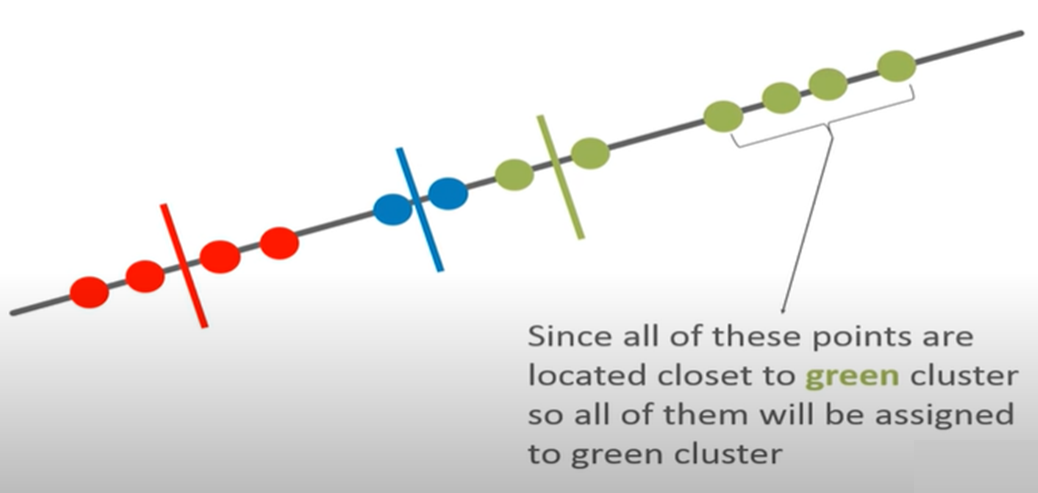 Since all of these points are
located closet to green cluster
so all of them will be assigned
to green cluster